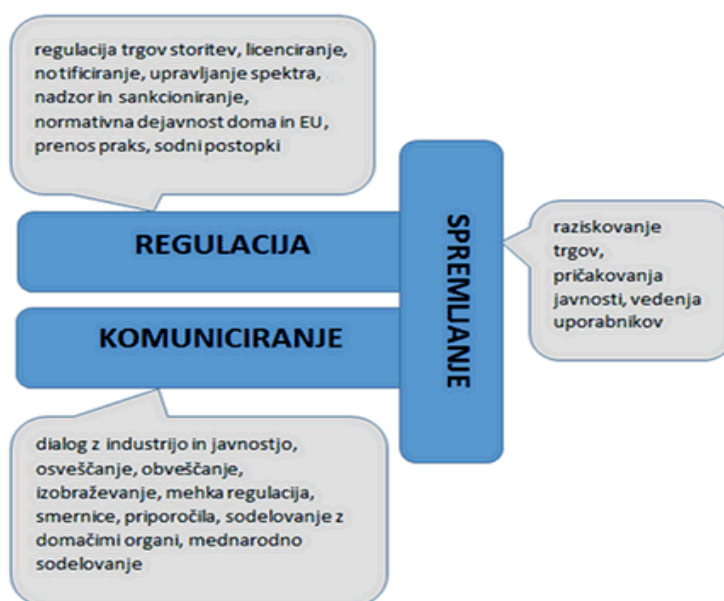 regulacija trgov storitev, licenciranje,
notificiranje, upravljanje spektra,
nadzor in sankcioniranje,
normativna dejavnost doma in EU,
prenos praks, sodni postopki
REGULACIJA
KOMUNICIRANJE
SPREMLJANJE
raziskovanje
trgov,
pričakovanja
javnosti, vedenja
uporabnikov
dialog z industrijo in javnostjo,
osveščanje, obveščanje,
izobraževanje, mehka regulacija,
smernice, priporočila, sodelovanje z
domačimi organi, mednarodno
sodelovanje